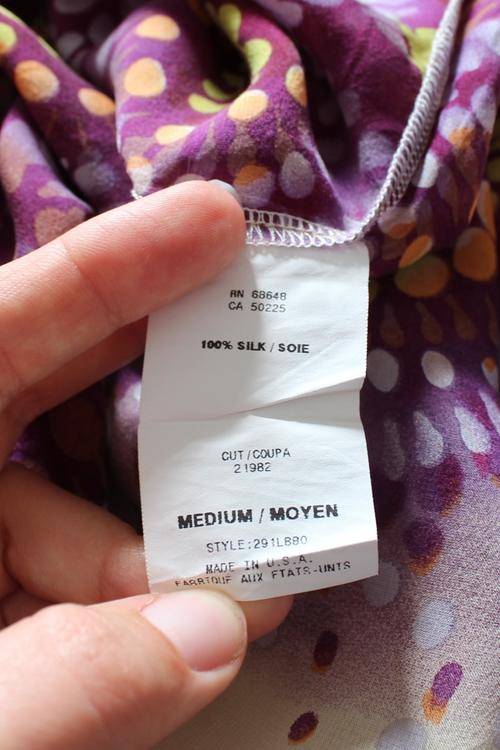 RN 68648
CA 50225
100% SILK / SOIE
CUT/COUPA
21982
MEDIUM / MOYEN
STYLE:291LB80
MADE IN U.S.A.
FABRIQUE AUX ETATS-UNIS